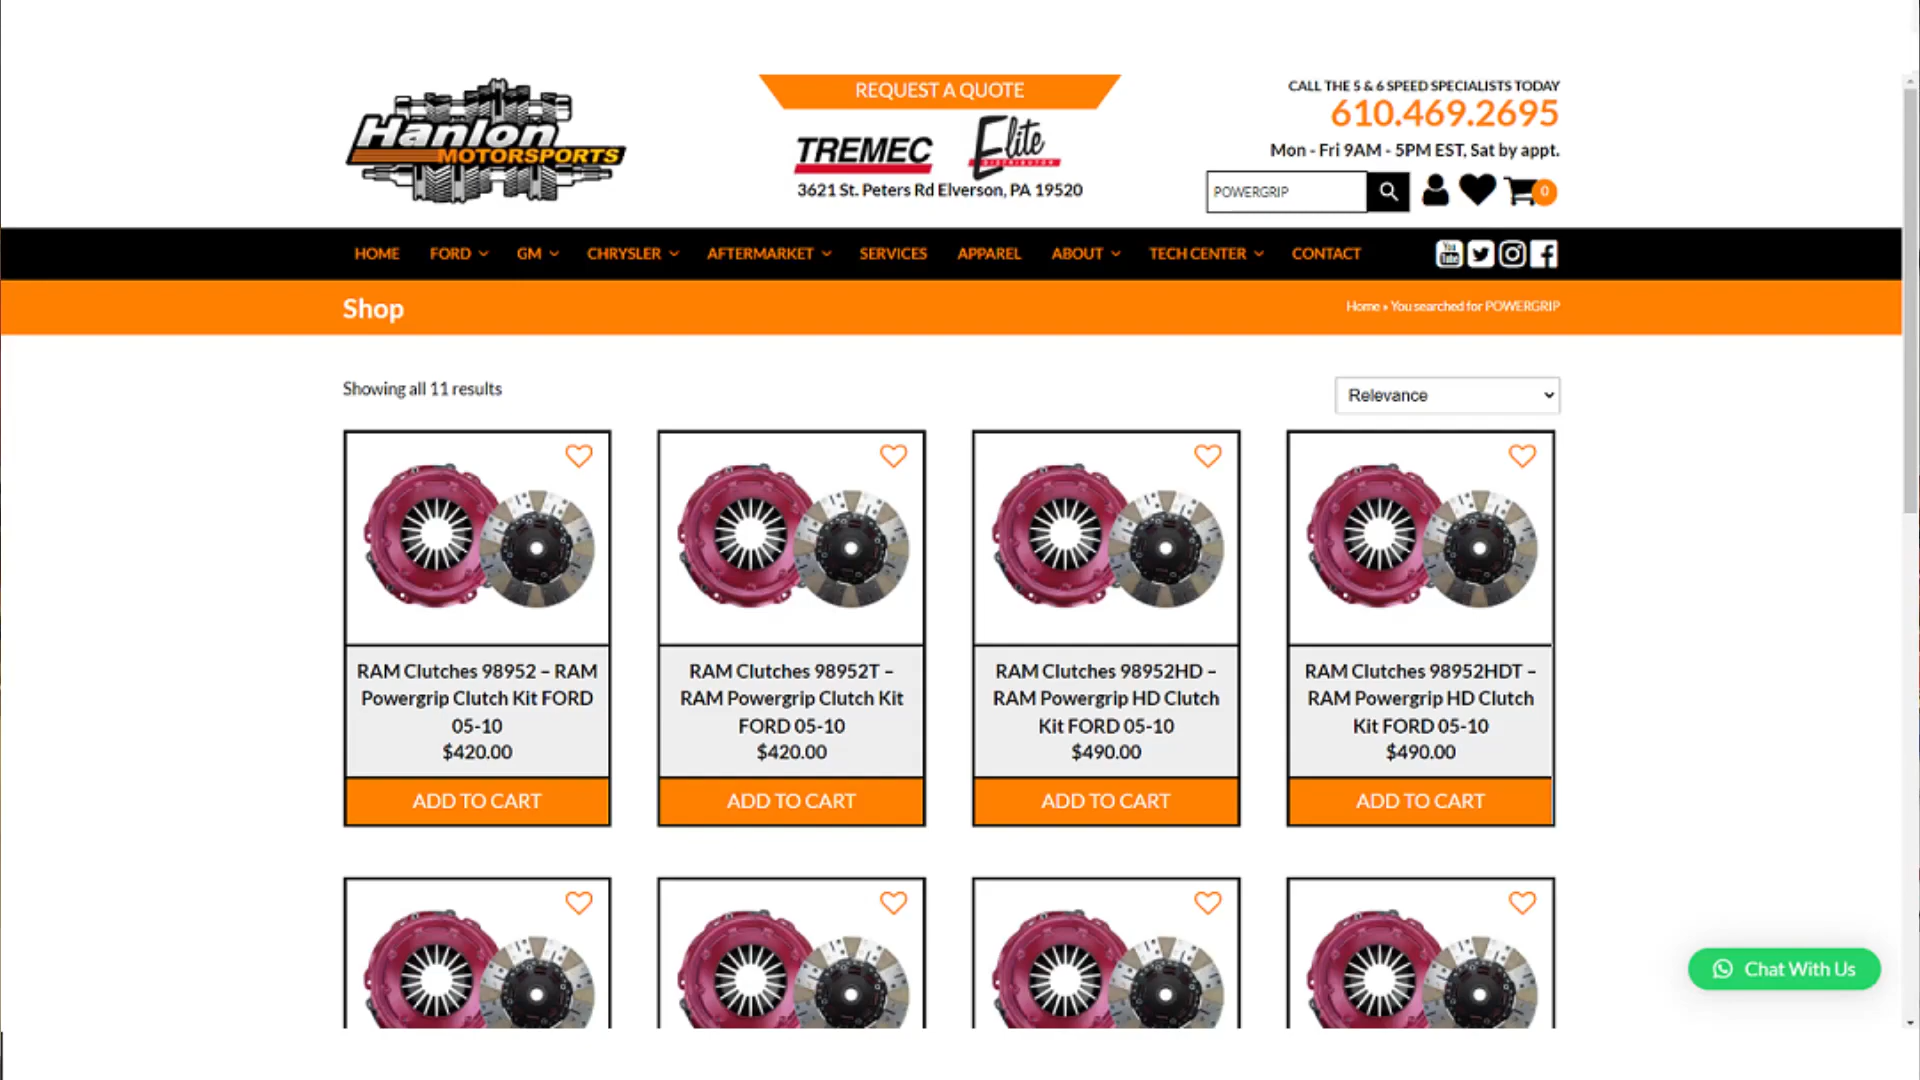 REQUEST A QUOTE
CALL THE 5 & 6 SPEED SPECIALISTS TODAY
610.469.2695
Hanlon
MOTORSPORTS
TREMEC
Elite
DISTRIBUTOR
Mon - Fri 9AM - 5PM EST, Sat by appt.
3621 St. Peters Rd Elverson, PA 19520
POWERGRIP
0
HOME FORD GM CHRYSLER AFTERMARKET SERVICES APPAREL ABOUT TECH CENTER CONTACT
You
Tube
Shop
Home » You searched for POWERGRIP
Showing all 11 results
Relevance
RAM Clutches 98952 – RAM
Powergrip Clutch Kit FORD
05-10
$420.00
ADD TO CART
RAM Clutches 98952T –
RAM Powergrip Clutch Kit
FORD 05-10
$420.00
ADD TO CART
RAM Clutches 98952HD –
RAM Powergrip HD Clutch
Kit FORD 05-10
$490.00
ADD TO CART
RAM Clutches 98952HDT –
RAM Powergrip HD Clutch
Kit FORD 05-10
$490.00
ADD TO CART
Chat With Us